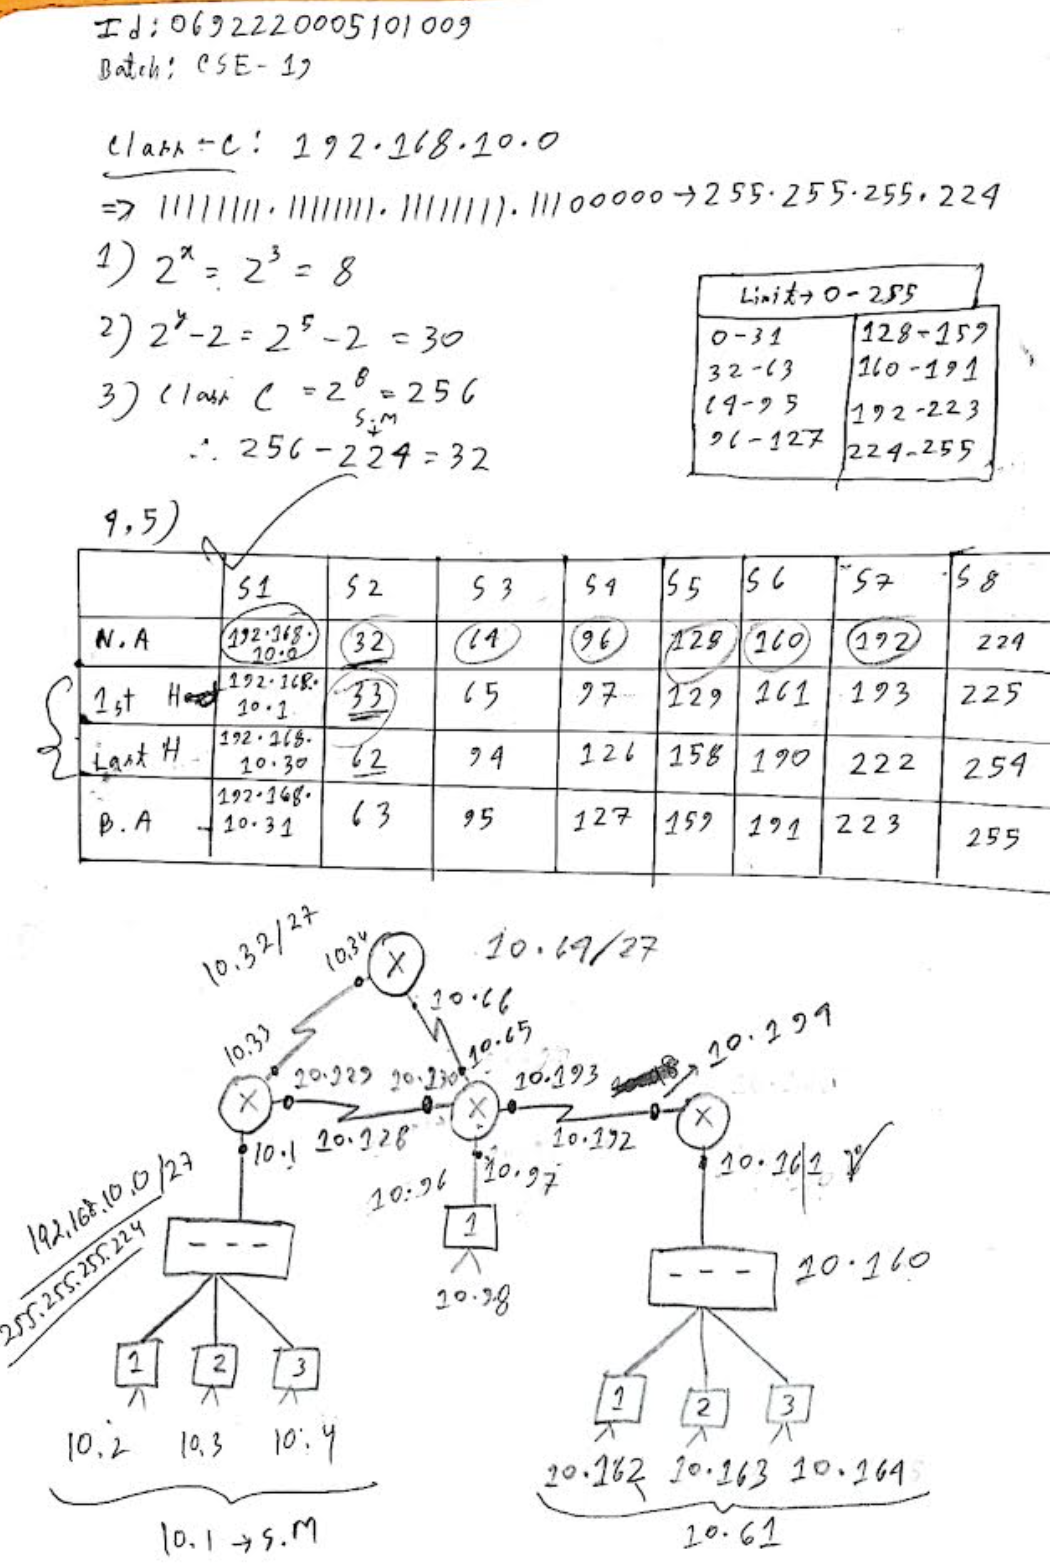 Id: 0692220005101009
Batch: CSE-19
Class-C: 192.168.10.0
=> 11111111.11111111.11111111.11100000→255.255.255.224
1) 2^x = 2^3 = 8
2) 2^y-2 = 2^5-2 = 30
3) Class C = 2^8 = 256
S.M
∴ 256-224=32
Limit→0-255
0-31 128-159
32-63 160-191
64-95 192-223
96-127 224-255
4,5)
S1 S2 S3 S4 S5 S6 S7 S8
N.A 192.168.10.0 32 64 96 128 160 192 224
1st H 192.168.10.1 33 65 97 129 161 193 225
Last H 192.168.10.30 62 94 126 158 190 222 254
B.A 192.168.10.31 63 95 127 159 191 223 255
10.32/27 10.34 X 10.64/27
10.66
10.33 10.65 10.194
10.129 10.130 10.193
X X X
10.128 10.192
10.1 10.97 10.161
10.96
192.168.10.0/27
255.255.255.224
1
10.98
--- --- 10.160
1 2 3 1 2 3
10.2 10.3 10.4
10.162 10.163 10.164
10.1→S.M
10.61